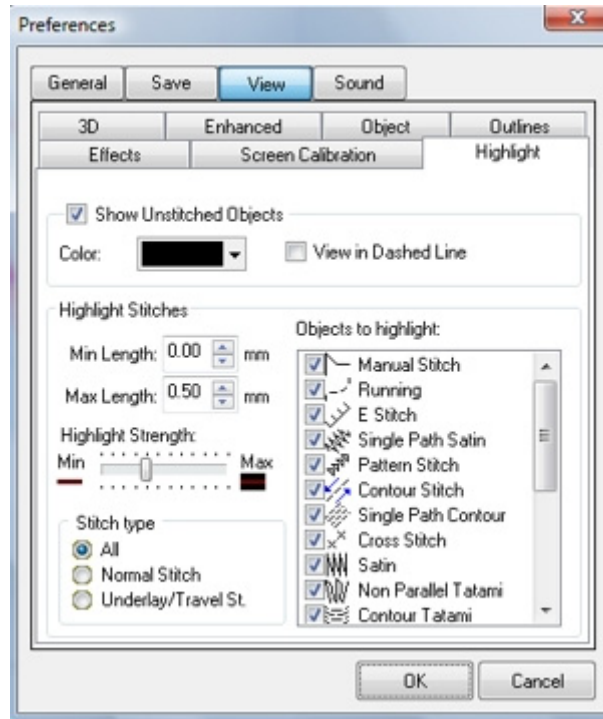 Preferences
General Save View Sound
3D Enhanced Object Outlines
Effects Screen Calibration Highlight
Show Unstitched Objects
Color: View in Dashed Line
Highlight Stitches
Min Length: 0.00 mm
Max Length: 0.50 mm
Highlight Strength:
Min Max
Stitch type
All
Normal Stitch
Underlay/Travel St.
Objects to highlight:
Manual Stitch
Running
E Stitch
Single Path Satin
Pattern Stitch
Contour Stitch
Single Path Contour
Cross Stitch
Satin
Non Parallel Tatami
Contour Tatami
OK Cancel